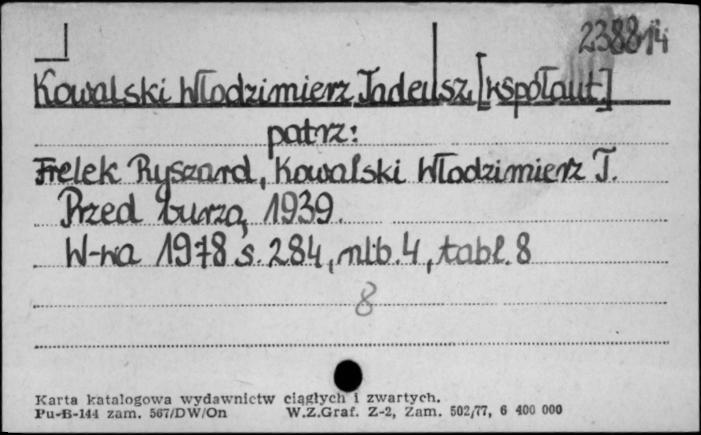 238814
Kowalski Włodzimierz Tadeusz [współaut.]
patrz:
Frelek Ryszard, Kowalski Włodzimierz T.
Przed burzą, 1939.
W-wa 1978 s. 284, nlb. 4, tabl. 8
8
Karta katalogowa wydawnictw ciągłych i zwartych.
Pu-B-144 zam. 567/DW/On W.Z.Graf. Z-2, Zam. 502/77, 6 400 000